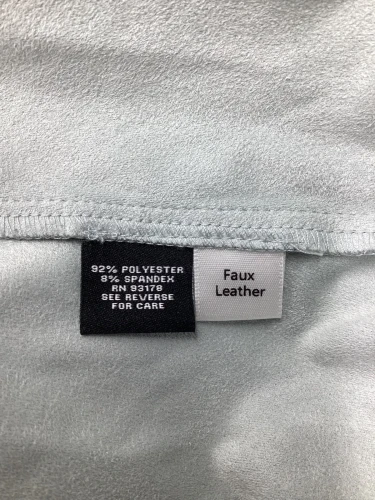 92% POLYESTER
8% SPANDEX
RN 93178
SEE REVERSE
FOR CARE
Faux
Leather